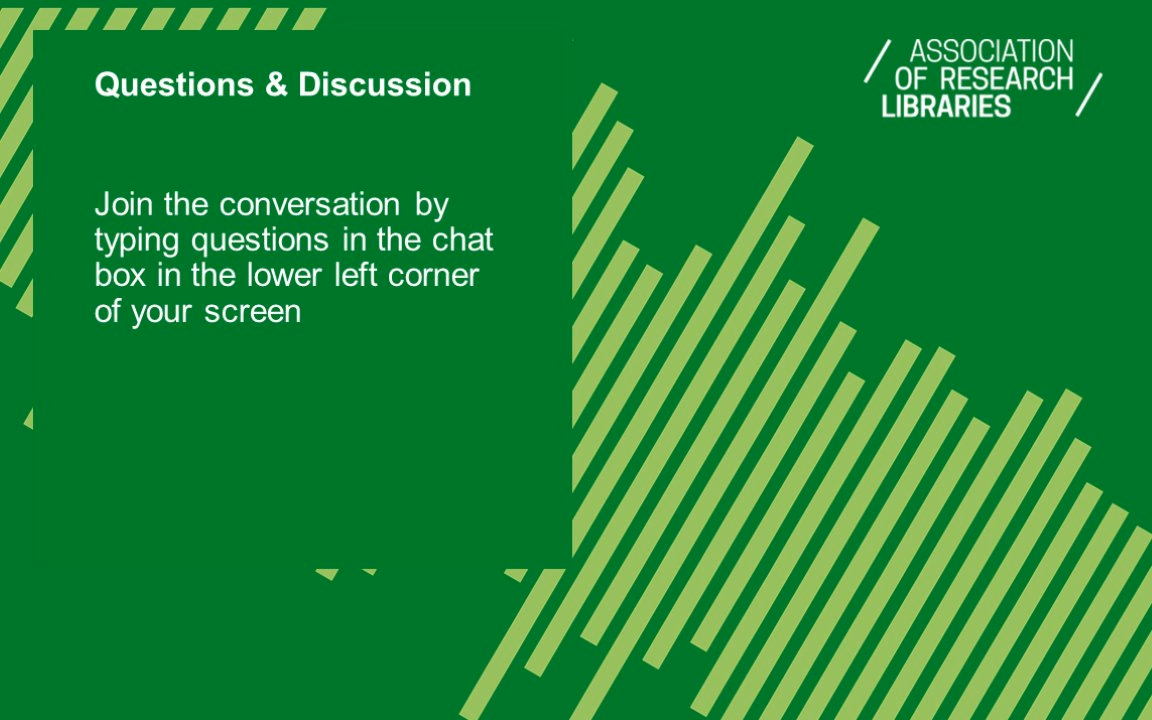 Questions & Discussion
Join the conversation by
typing questions in the chat
box in the lower left corner
of your screen
ASSOCIATION
OF RESEARCH
LIBRARIES